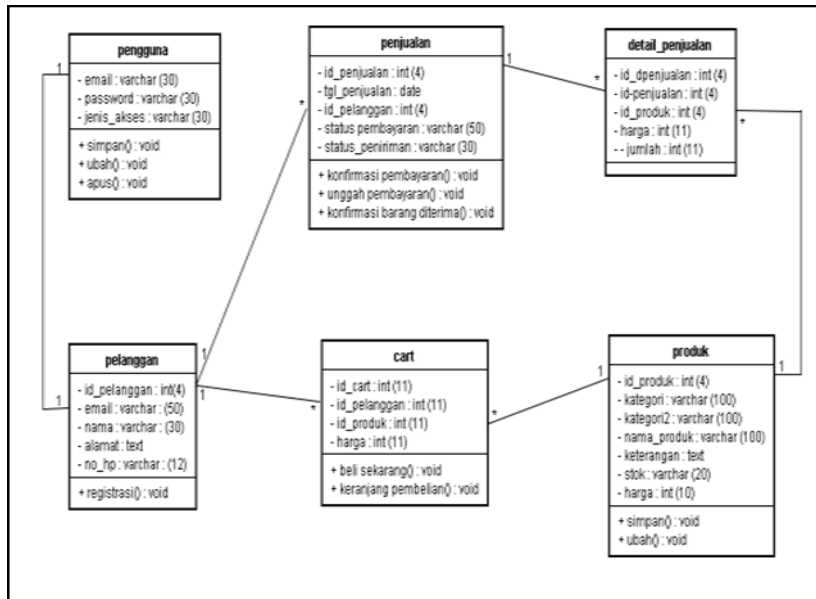 pengguna
- email : varchar (30)
- password : varchar (30)
- jenis_akses : varchar (30)
+ simpan() : void
+ ubah() : void
+ apus() : void
penjualan
- id_penjualan : int (4)
- tgl_penjualan : date
- id_pelanggan : int (4)
- status pembayaran : varchar (50)
- status_peniriman : varchar (30)
+ konfirmasi pembayaran() : void
+ unggah pembayaran() : void
+ konfirmasi barang diterima() : void
detail_penjualan
- id_dpenjualan : int (4)
- id-penjualan : int (4)
- id_produk : int (4)
- harga : int (11)
- - jumlah : int (11)
pelanggan
- id_pelanggan : int(4)
- email : varchar : (50)
- nama : varchar : (30)
- alamat : text
- no_hp : varchar : (12)
+ registrasi() : void
cart
- id_cart : int (11)
- id_pelanggan : int (11)
- id_produk : int (11)
- harga : int (11)
+ beli sekarang() : void
+ keranjang pembelian() : void
produk
- id_produk : int (4)
- kategori : varchar (100)
- kategori2 : varchar (100)
- nama_produk : varchar (100)
- keterangan : text
- stok : varchar (20)
- harga : int (10)
+ simpan() : void
+ ubah() : void
1
1
1
*
1
*
1
*
*
1
*
1